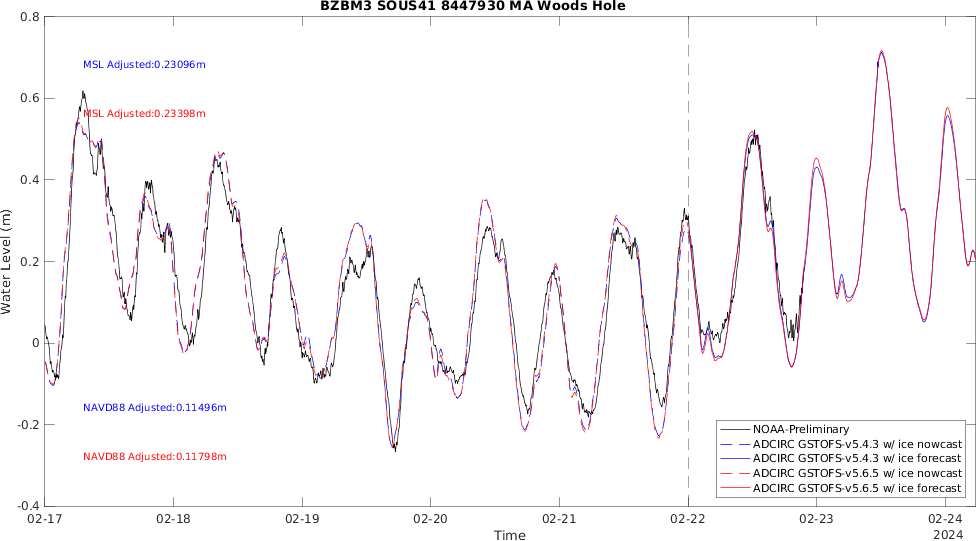 BZBM3 SOUS41 8447930 MA Woods Hole
0.8
0.6
0.4
0.2
0
-0.2
-0.4
Water Level (m)
MSL Adjusted:0.23096m
MSL Adjusted:0.23398m
NAVD88 Adjusted:0.11496m
NAVD88 Adjusted:0.11798m
NOAA-Preliminary
ADCIRC GSTOFS-v5.4.3 w/ ice nowcast
ADCIRC GSTOFS-v5.4.3 w/ ice forecast
ADCIRC GSTOFS-v5.6.5 w/ ice nowcast
ADCIRC GSTOFS-v5.6.5 w/ ice forecast
02-17 02-18 02-19 02-20 02-21 02-22 02-23 02-24
Time
2024